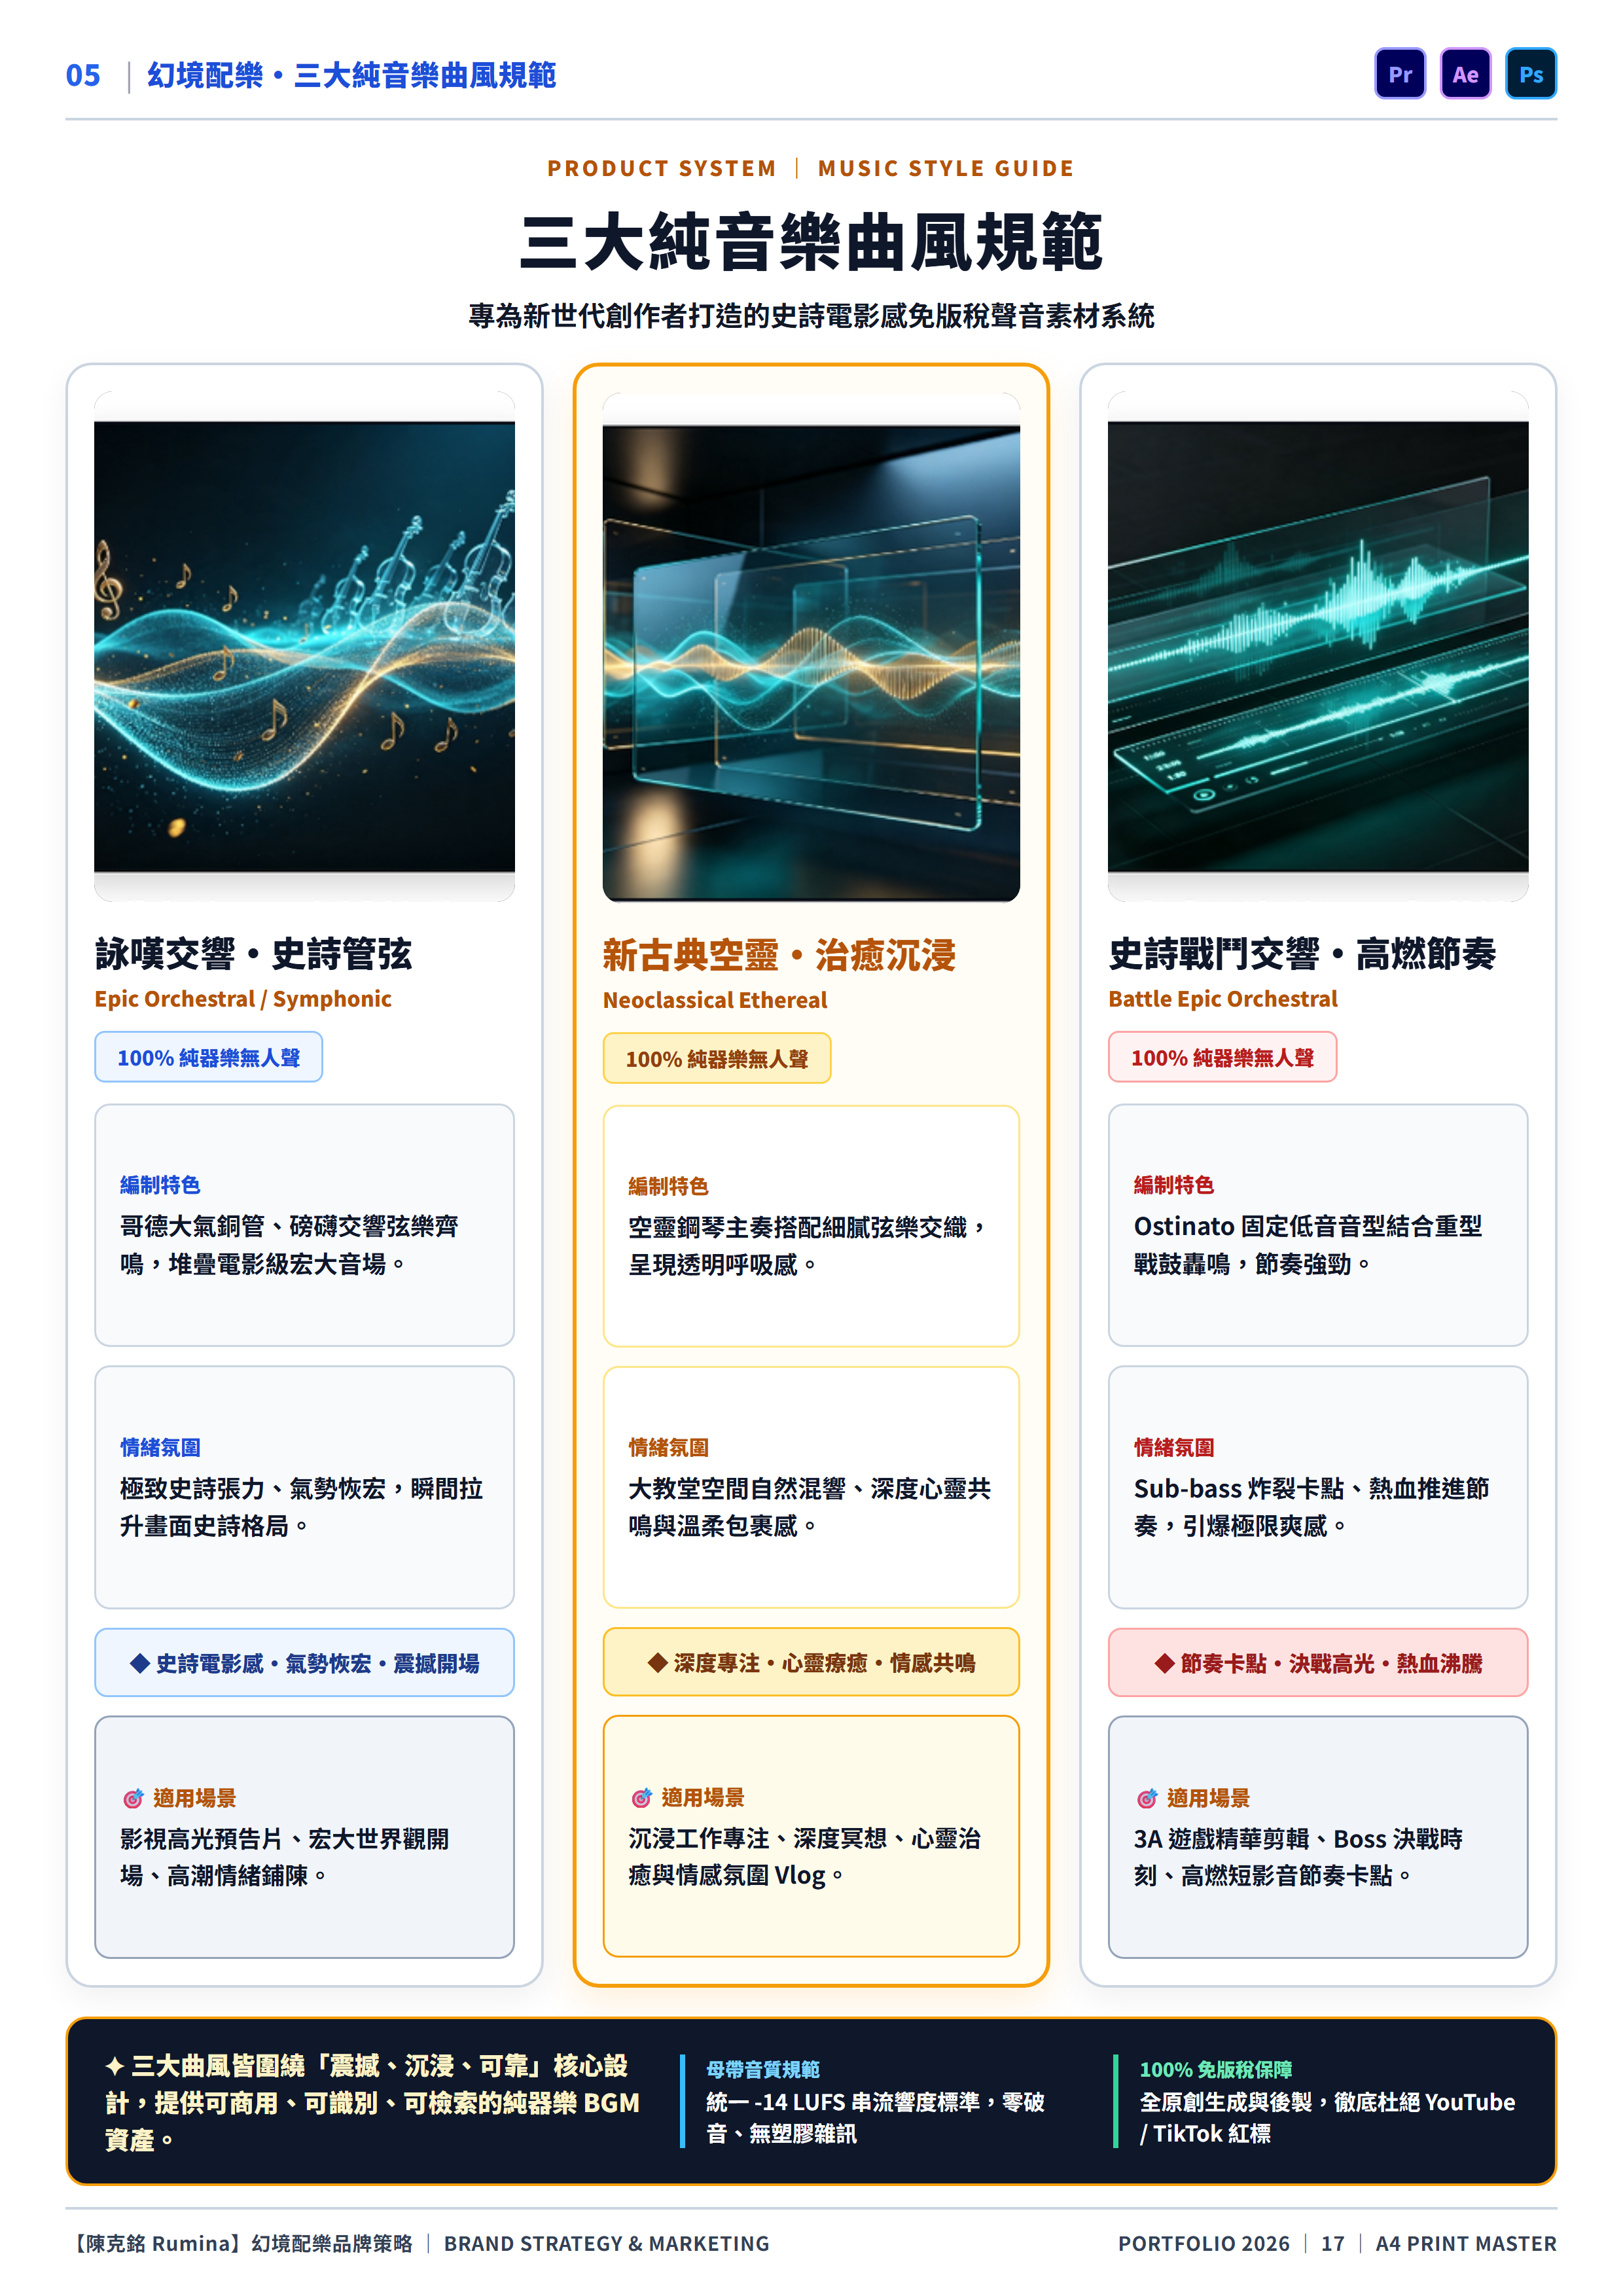 05 | 幻境配樂・三大純音樂曲風規範
Pr Ae Ps
PRODUCT SYSTEM | MUSIC STYLE GUIDE
三大純音樂曲風規範
專為新世代創作者打造的史詩電影感免版稅聲音素材系統
詠嘆交響・史詩管弦
Epic Orchestral / Symphonic
100% 純器樂無人聲
編制特色
哥德大氣銅管、磅礡交響弦樂齊
鳴，堆疊電影級宏大音場。
情緒氛圍
極致史詩張力、氣勢恢宏，瞬間拉
升畫面史詩格局。
◆ 史詩電影感・氣勢恢宏・震撼開場
🎯 適用場景
影視高光預告片、宏大世界觀開
場、高潮情緒鋪陳。
新古典空靈・治癒沉浸
Neoclassical Ethereal
100% 純器樂無人聲
編制特色
空靈鋼琴主奏搭配細膩弦樂交織，
呈現透明呼吸感。
情緒氛圍
大教堂空間自然混響、深度心靈共
鳴與溫柔包裹感。
◆ 深度專注・心靈療癒・情感共鳴
🎯 適用場景
沉浸工作專注、深度冥想、心靈治
癒與情感氛圍 Vlog。
史詩戰鬥交響・高燃節奏
Battle Epic Orchestral
100% 純器樂無人聲
編制特色
Ostinato 固定低音音型結合重型
戰鼓轟鳴，節奏強勁。
情緒氛圍
Sub-bass 炸裂卡點、熱血推進節
奏，引爆極限爽感。
◆ 節奏卡點・決戰高光・熱血沸騰
🎯 適用場景
3A 遊戲精華剪輯、Boss 決戰時
刻、高燃短影音節奏卡點。
✦ 三大曲風皆圍繞「震撼、沉浸、可靠」核心設
計，提供可商用、可識別、可檢索的純器樂 BGM
資產。
母帶音質規範
統一 -14 LUFS 串流響度標準，零破
音、無塑膠雜訊
100% 免版稅保障
全原創生成與後製，徹底杜絕 YouTube
/ TikTok 紅標
【陳克銘 Rumina】幻境配樂品牌策略 | BRAND STRATEGY & MARKETING
PORTFOLIO 2026 | 17 | A4 PRINT MASTER